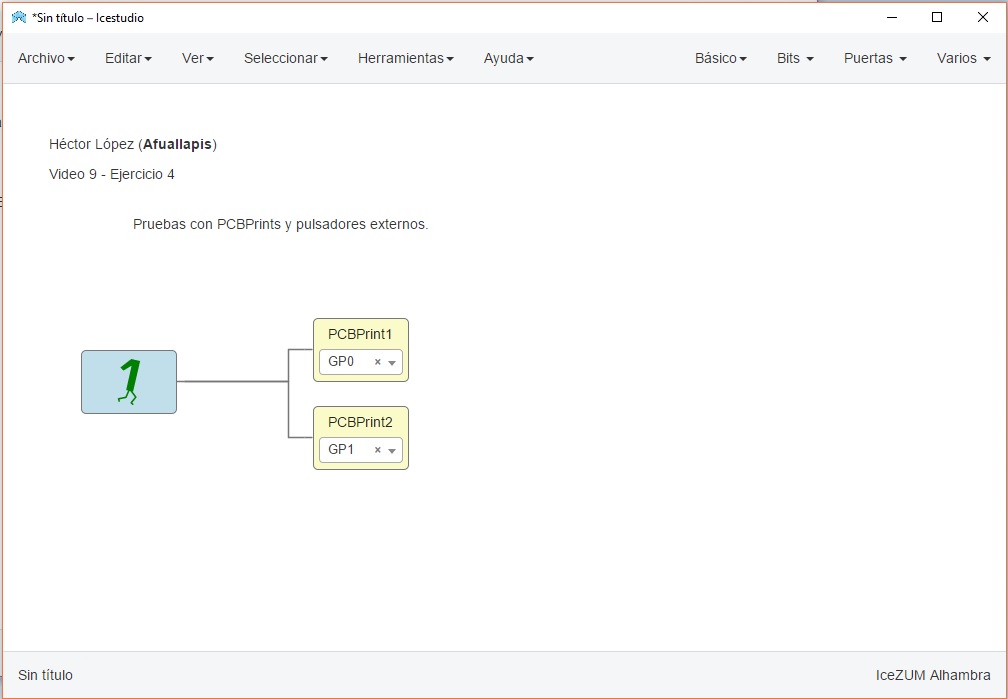 *Sin título – Icestudio
Archivo Editar Ver Seleccionar Herramientas Ayuda Básico Bits Puertas Varios
Héctor López (Afuallapis)
Video 9 - Ejercicio 4
Pruebas con PCBPrints y pulsadores externos.
PCBPrint1
GP0
1
PCBPrint2
GP1
Sin título IceZUM Alhambra